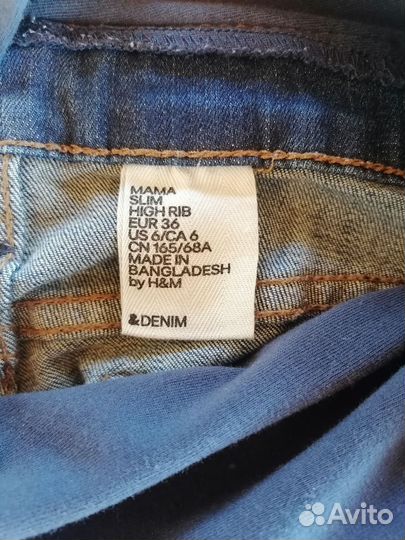 MAMA
SLIM
HIGH RIB
EUR 36
US 6/CA 6
CN 165/68A
MADE IN
BANGLADESH
by H&M
&DENIM
Avito